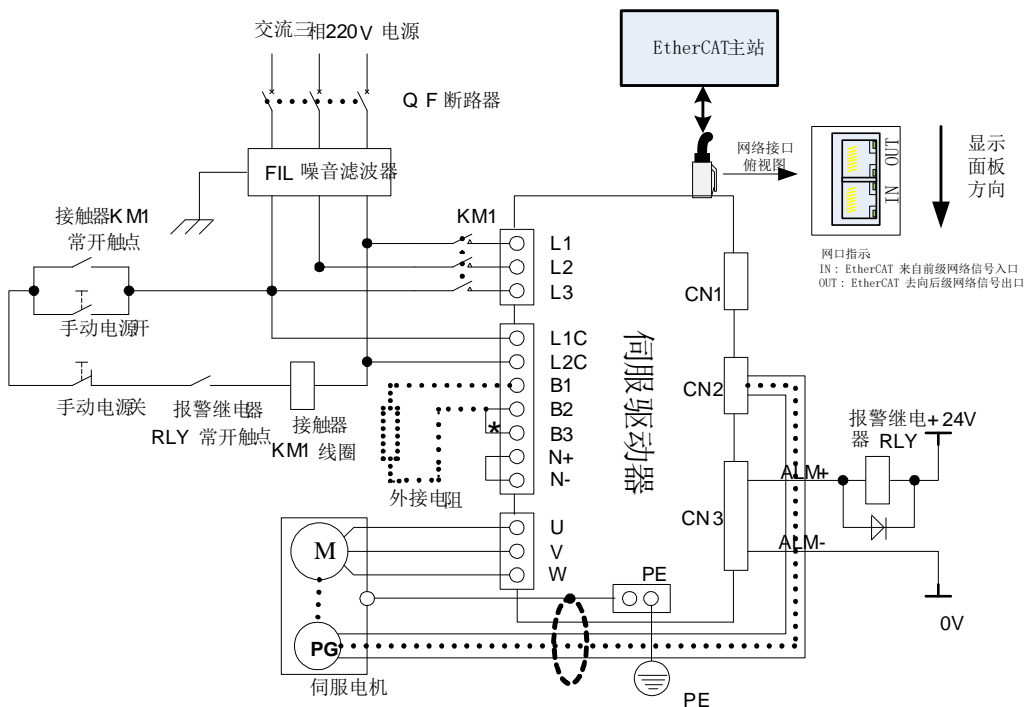 交流三相220V 电源
EtherCAT主站
QF断路器
网络接口
俯视图
OUT
IN
显示
面板
方向
FIL 噪音滤波器
接触器KM1
常开触点
KM1
L1
L2
L3
网口指示
IN：EtherCAT 来自前级网络信号入口
OUT：EtherCAT 去向后级网络信号出口
CN1
手动电源开
L1C
L2C
B1
B2
B3
N+
N-
*
伺服驱动器
CN2
手动电源关
报警继电器
RLY 常开触点
接触器
KM1 线圈
外接电阻
报警继电
器 RLY
+24V
ALM+
CN3
ALM-
0V
U
V
W
M
PG
伺服电机
PE
PE